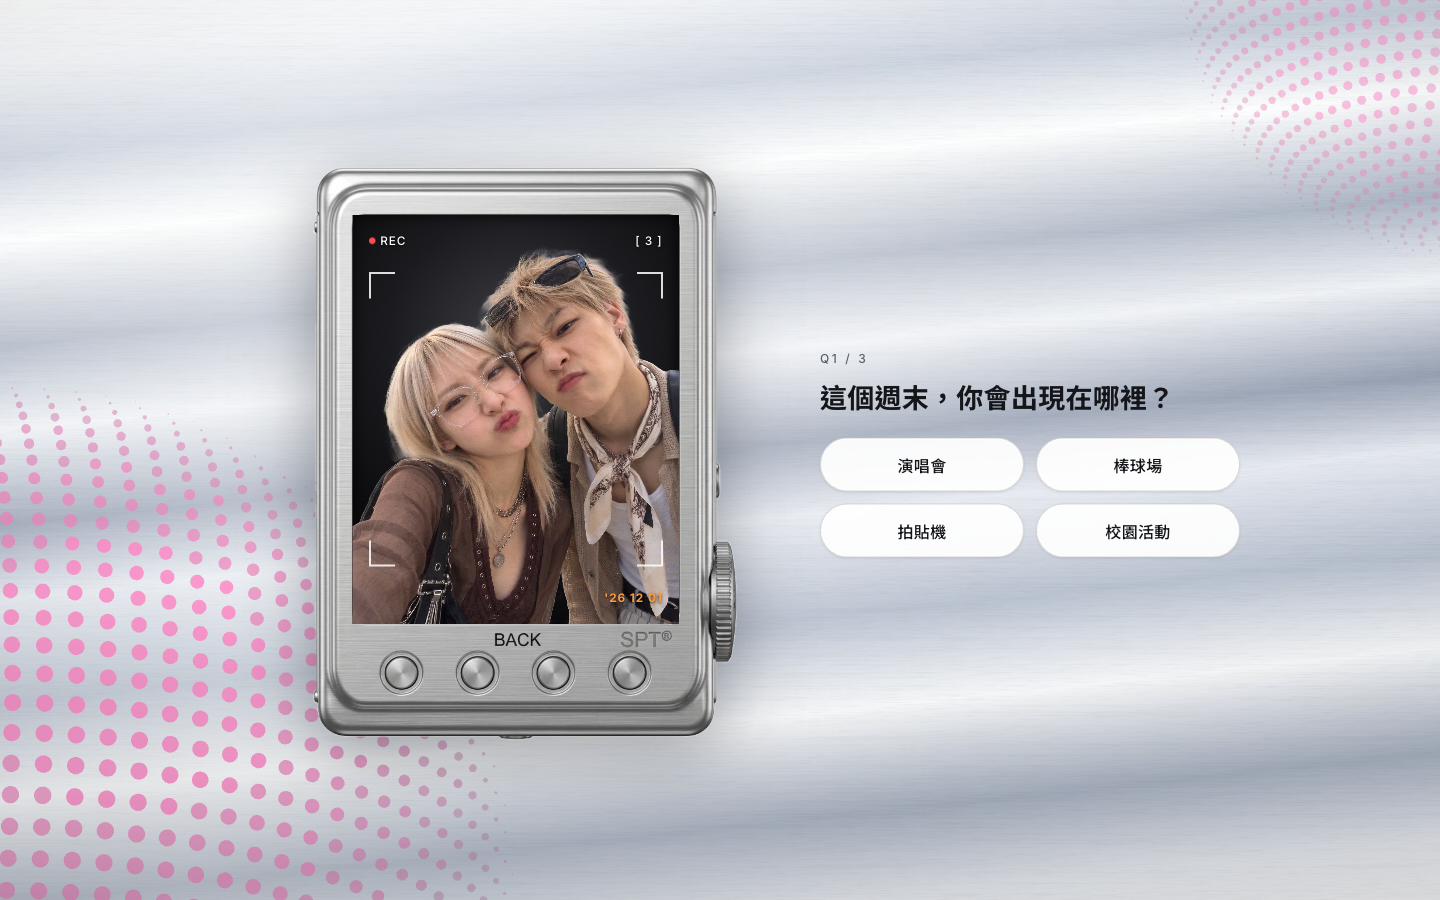 REC
[ 3 ]
'26 12 01
BACK
SPT®
Q1 / 3
這個週末，你會出現在哪裡？
演唱會
棒球場
拍貼機
校園活動